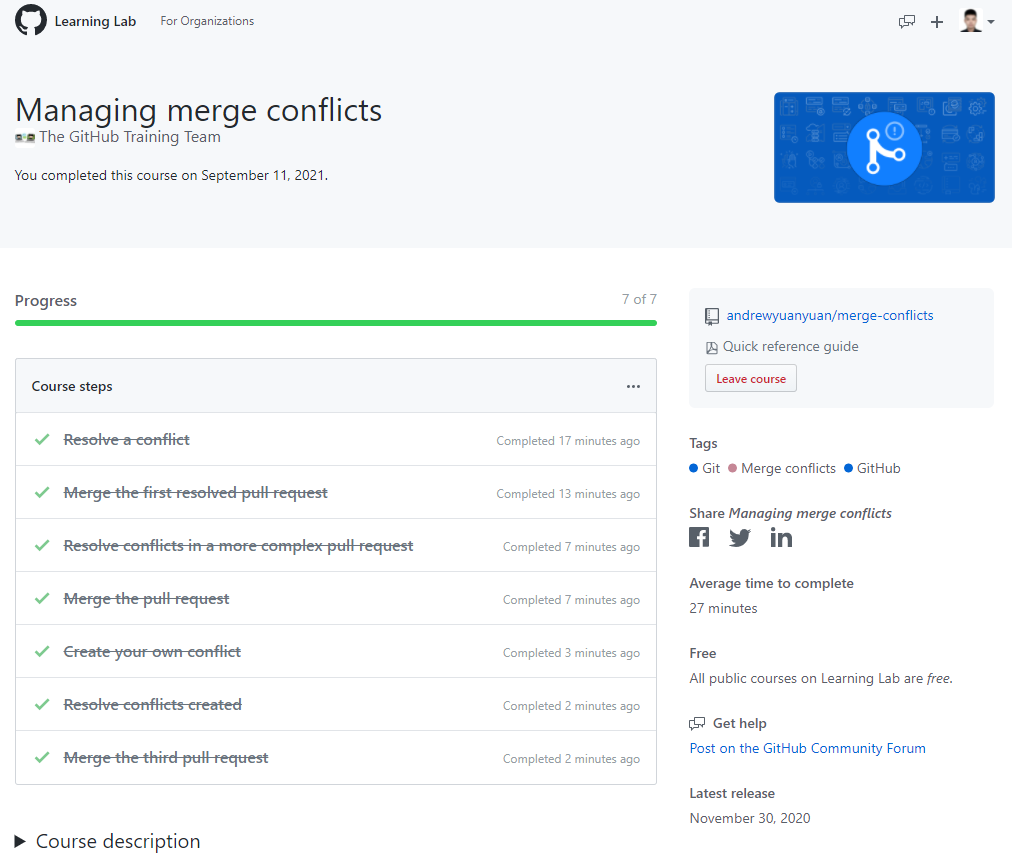 Learning Lab For Organizations
Managing merge conflicts
The GitHub Training Team
You completed this course on September 11, 2021.
Progress 7 of 7
Course steps
Resolve a conflict Completed 17 minutes ago
Merge the first resolved pull request Completed 13 minutes ago
Resolve conflicts in a more complex pull request Completed 7 minutes ago
Merge the pull request Completed 7 minutes ago
Create your own conflict Completed 3 minutes ago
Resolve conflicts created Completed 2 minutes ago
Merge the third pull request Completed 2 minutes ago
Course description
andrewyuanyuan/merge-conflicts
Quick reference guide
Leave course
Tags
Git Merge conflicts GitHub
Share Managing merge conflicts
Average time to complete
27 minutes
Free
All public courses on Learning Lab are free.
Get help
Post on the GitHub Community Forum
Latest release
November 30, 2020